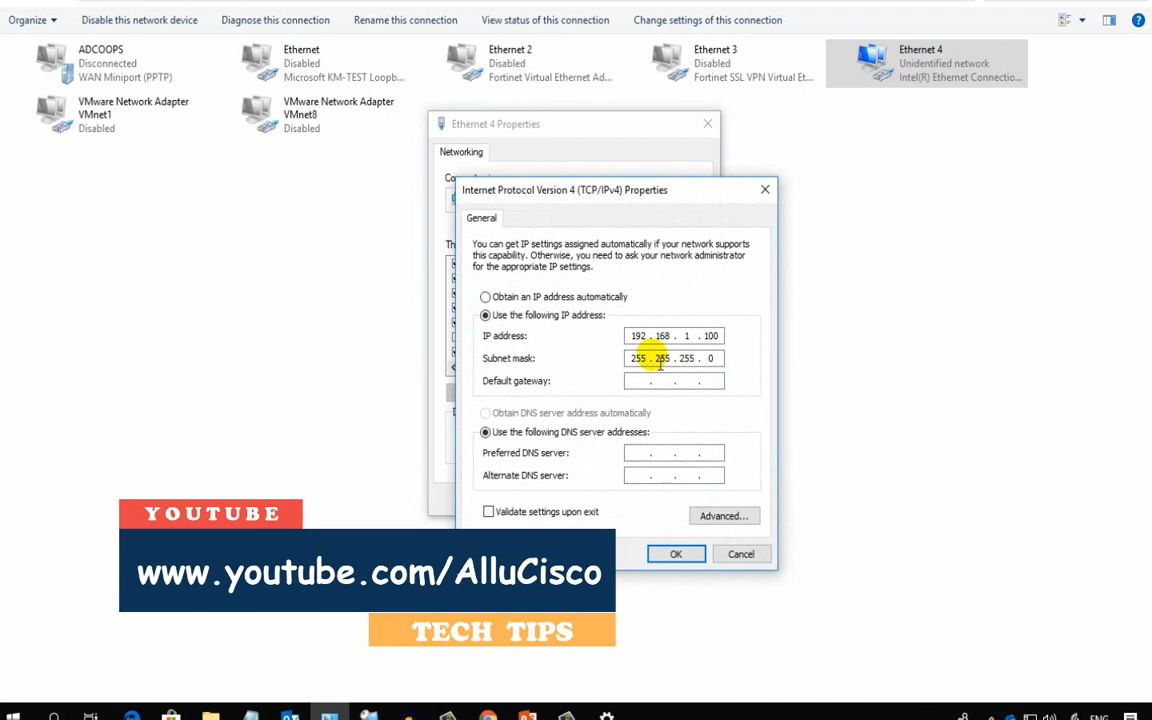 Organize Disable this network device Diagnose this connection Rename this connection View status of this connection Change settings of this connection
ADCOOPS
Disconnected
WAN Miniport (PPTP)
Ethernet
Disabled
Microsoft KM-TEST Loopb...
Ethernet 2
Disabled
Fortinet Virtual Ethernet Ad...
Ethernet 3
Disabled
Fortinet SSL VPN Virtual Et...
Ethernet 4
Unidentified network
Intel(R) Ethernet Connectio...
VMware Network Adapter
VMnet1
Disabled
VMware Network Adapter
VMnet8
Disabled
Ethernet 4 Properties
Networking
Internet Protocol Version 4 (TCP/IPv4) Properties
General
You can get IP settings assigned automatically if your network supports
this capability. Otherwise, you need to ask your network administrator
for the appropriate IP settings.
Obtain an IP address automatically
Use the following IP address:
IP address: 192 . 168 . 1 . 100
Subnet mask: 255 . 255 . 255 . 0
Default gateway: . . .
Obtain DNS server address automatically
Use the following DNS server addresses:
Preferred DNS server: . . .
Alternate DNS server: . . .
Validate settings upon exit Advanced...
OK Cancel
YOUTUBE
www.youtube.com/AlluCisco
TECH TIPS